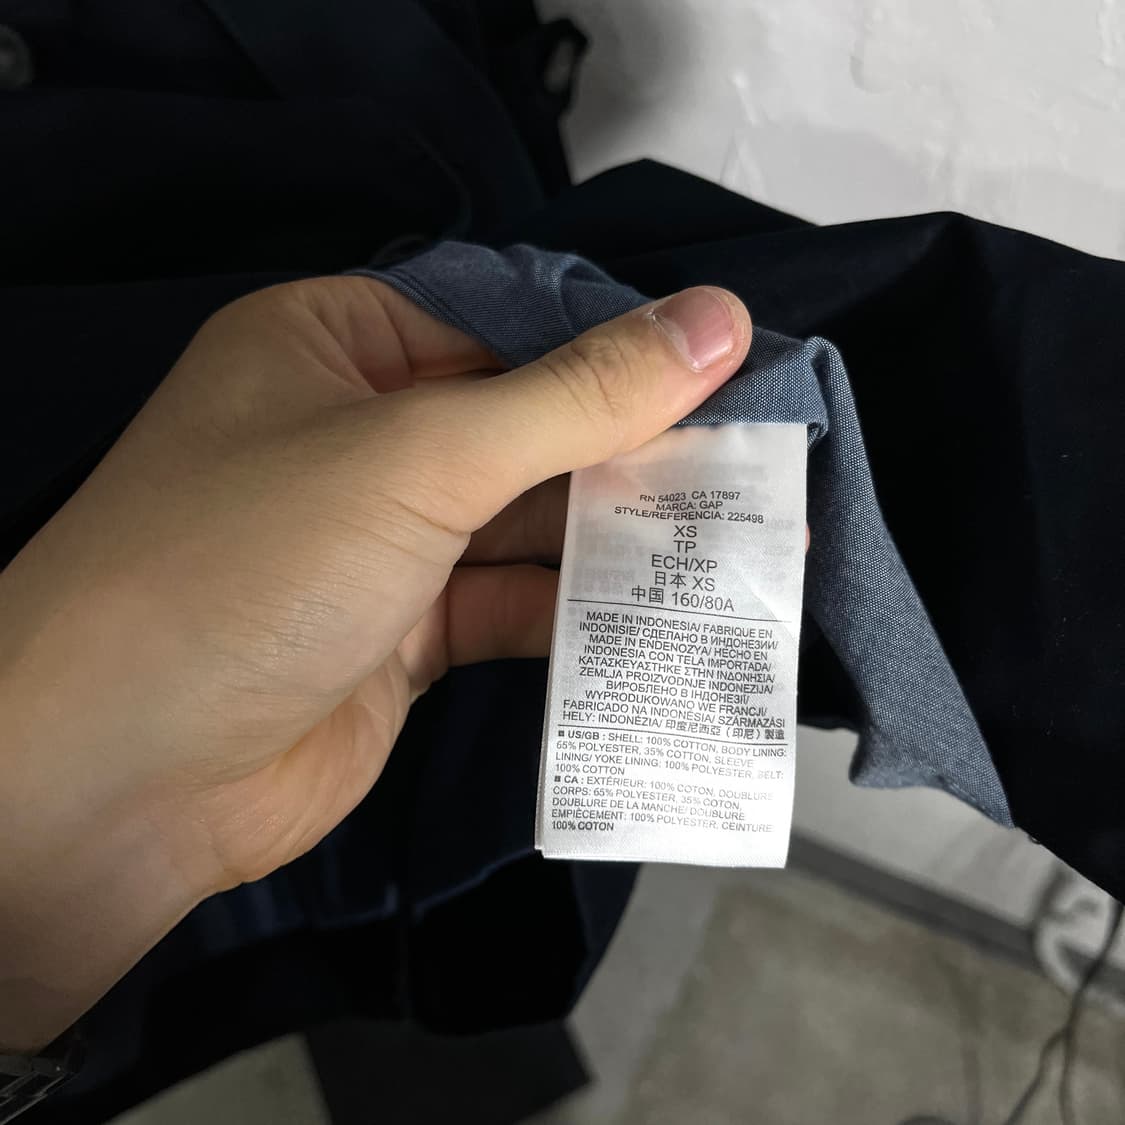 RN 54023 CA 17897
MARCA: GAP
STYLE/REFERENCIA: 225498
XS
TP
ECH/XP
日本 XS
中国 160/80A
MADE IN INDONESIA/ FABRIQUE EN
INDONISIE/ СДЕЛАНО В ИНДОНЕЗИИ/
MADE IN ENDENOZYA/ HECHO EN
INDONESIA CON TELA IMPORTADA/
ΚΑΤΑΣΚΕΥΑΣΤΗΚΕ ΣΤΗΝ ΙΝΔΟΝΗΣΙΑ/
ZEMLJA PROIZVODNJE INDONEZIJA/
ВИРОБЛЕНО В ІНДОНЕЗІЇ/
WYPRODUKOWANO WE FRANCJI/
FABRICADO NA INDONÉSIA/ SZÁRMAZÁSI
HELY: INDONÉZIA/ 印度尼西亞 (印尼) 製造
■ US/GB : SHELL: 100% COTTON, BODY LINING:
65% POLYESTER, 35% COTTON, SLEEVE
LINING/ YOKE LINING: 100% POLYESTER, BELT:
100% COTTON
■ CA : EXTÉRIEUR: 100% COTON, DOUBLURE
CORPS: 65% POLYESTER, 35% COTON,
DOUBLURE DE LA MANCHE/ DOUBLURE
EMPIÈCEMENT: 100% POLYESTER, CEINTURE
100% COTON